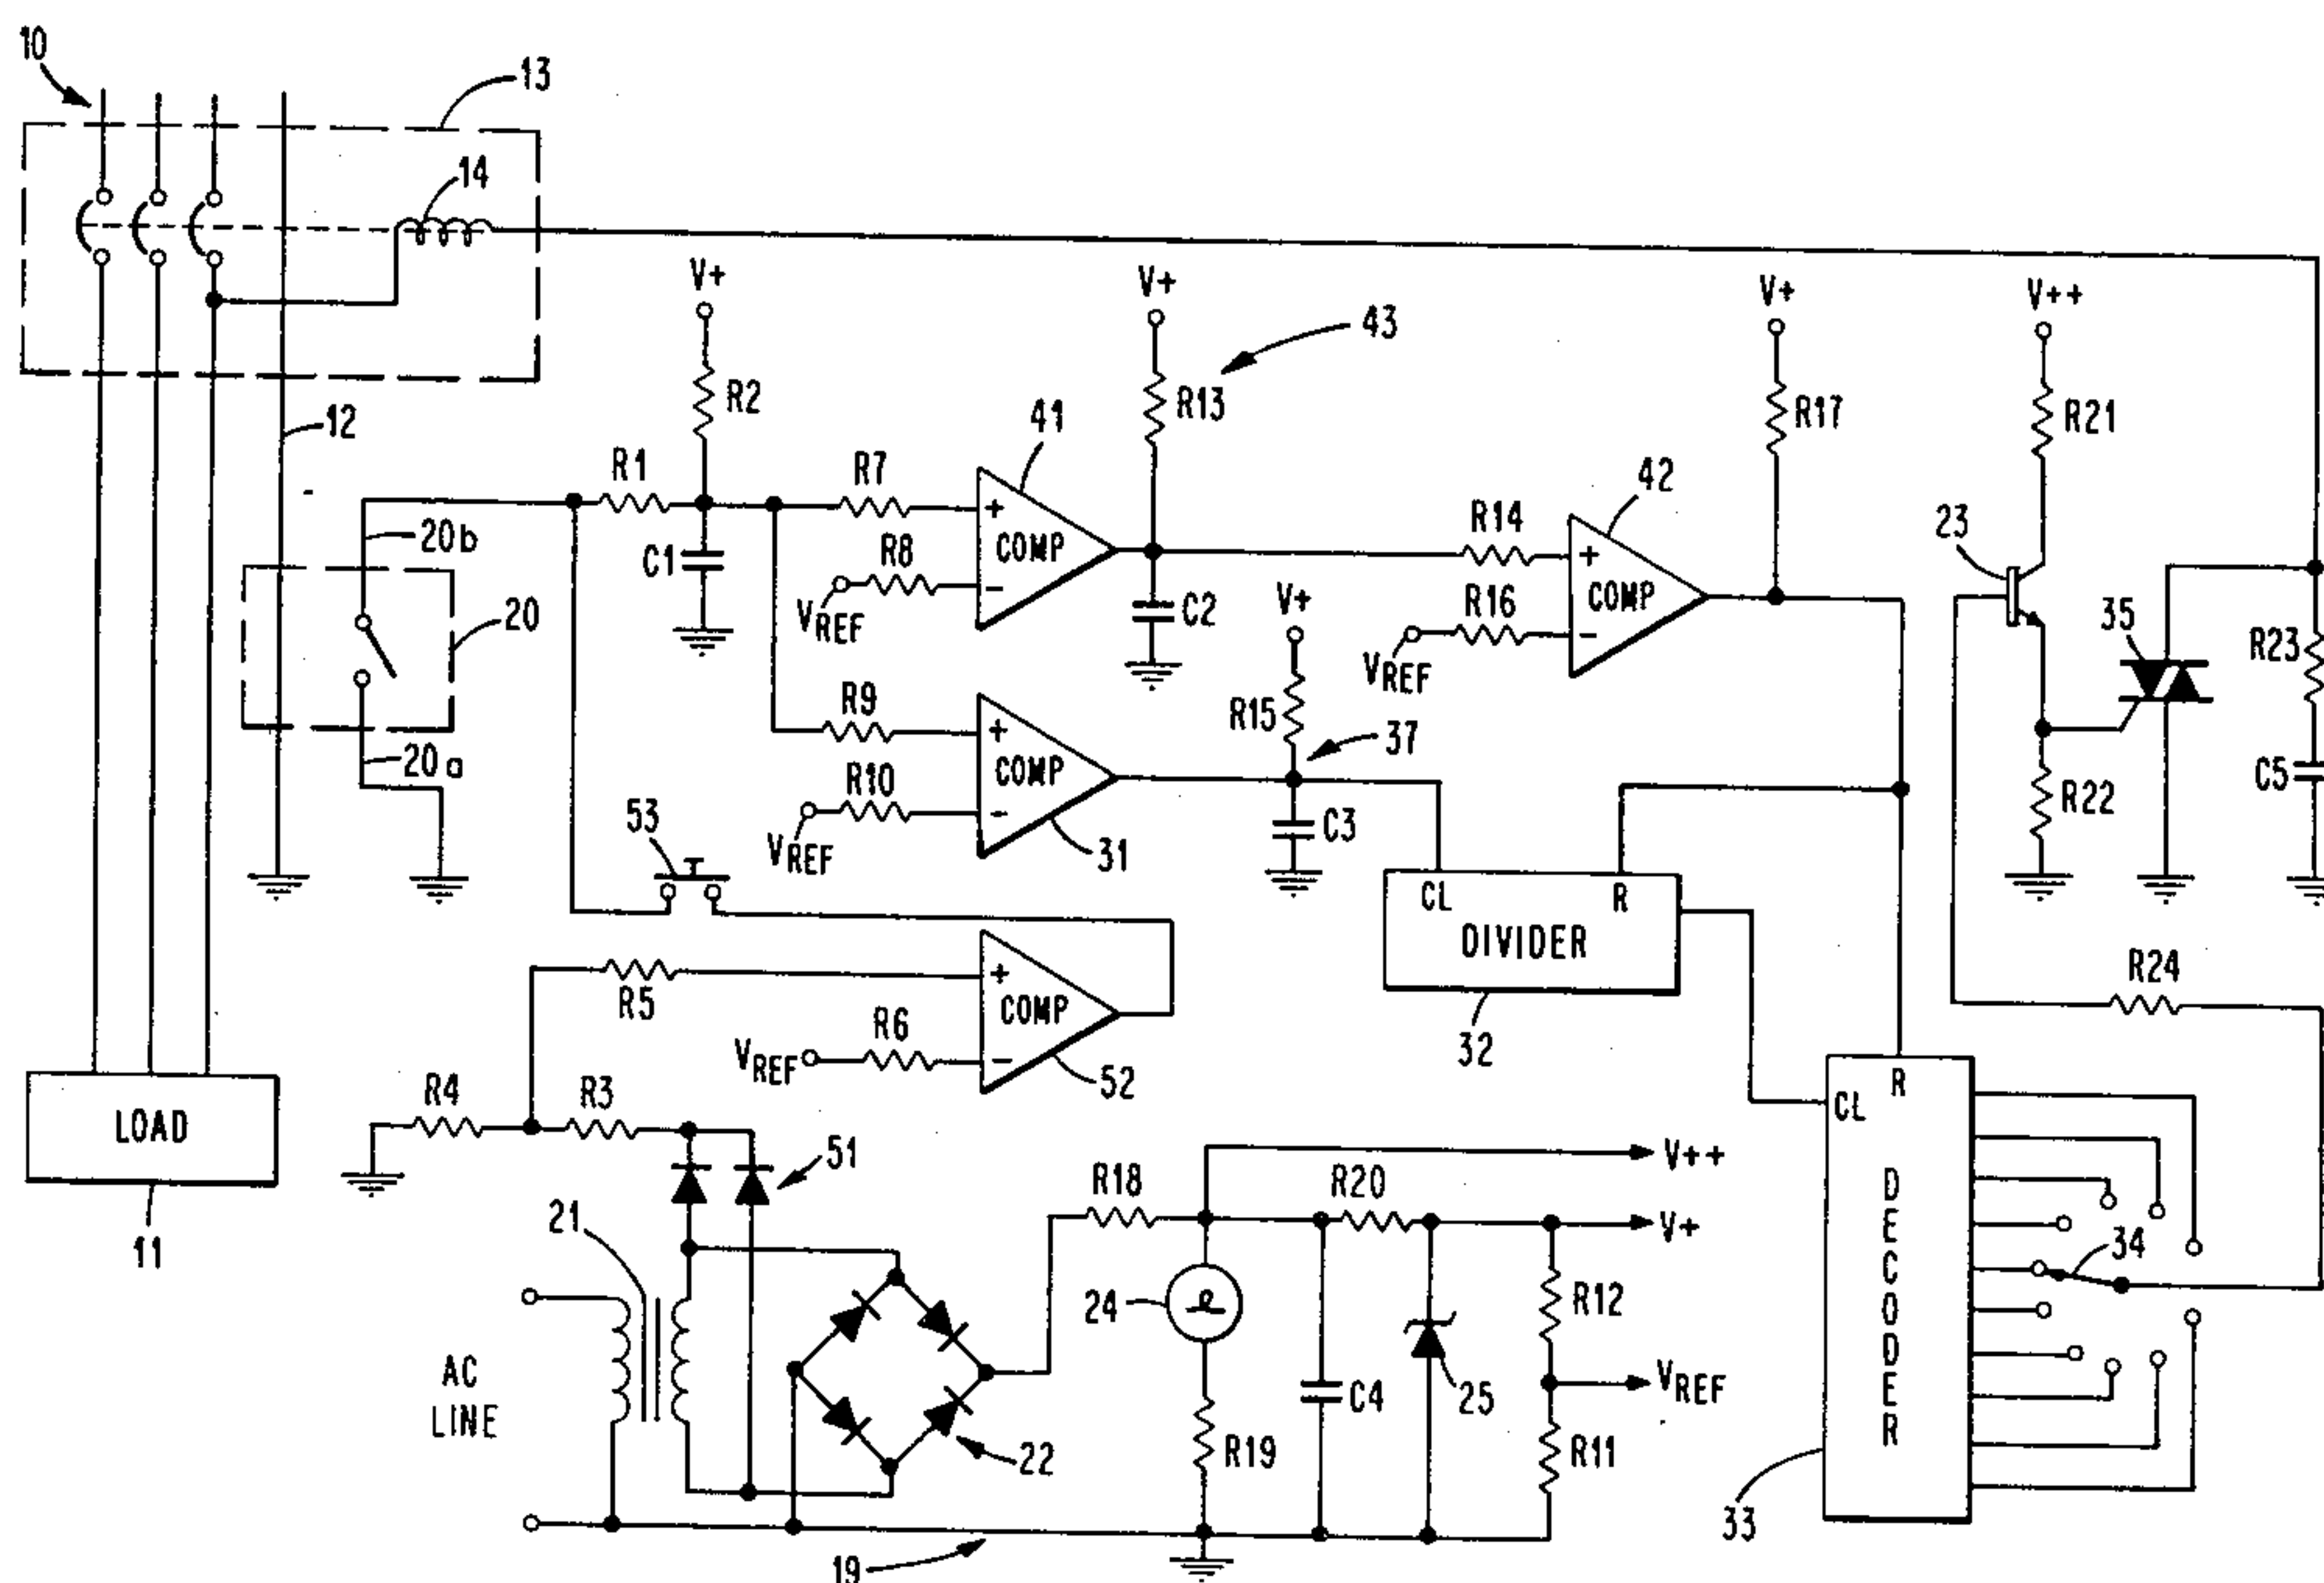 10
13
14
V+
V+
V+
V++
43
R2
R13
R17
R21
12
41
42
23
R1
R7
+
COMP
R8
−
VREF
C1
C2
R14
+
COMP
R16
−
VREF
20b
20
20a
35
R23
C5
V+
R15
37
C3
R9
+
COMP
R10
−
VREF
31
R22
53
CL
R
DIVIDER
32
R24
R5
+
COMP
R6
−
VREF
52
LOAD
11
R4
R3
51
21
AC
LINE
22
R18
V++
R20
V+
24
R12
C4
25
VREF
R19
R11
19
R
CL
DECODER
34
33